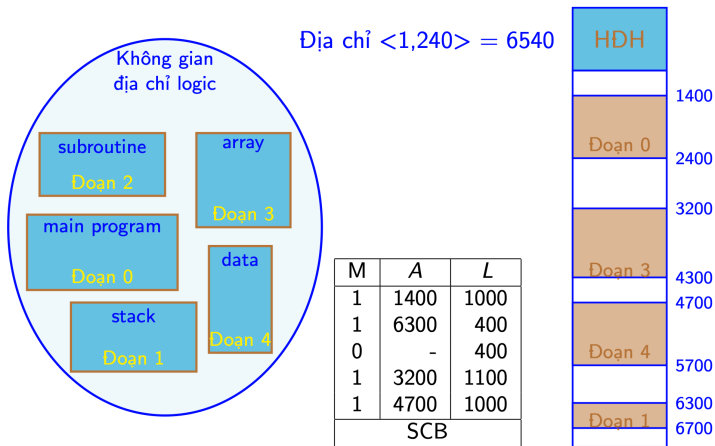 Không gian
địa chỉ logic
subroutine
Đoạn 2
array
Đoạn 3
main program
Đoạn 0
data
Đoạn 4
stack
Đoạn 1
Địa chỉ <1,240> = 6540
M A L
1 1400 1000
1 6300 400
0 - 400
1 3200 1100
1 4700 1000
SCB
HĐH
1400
Đoạn 0
2400
3200
Đoạn 3
4300
4700
Đoạn 4
5700
6300
Đoạn 1
6700